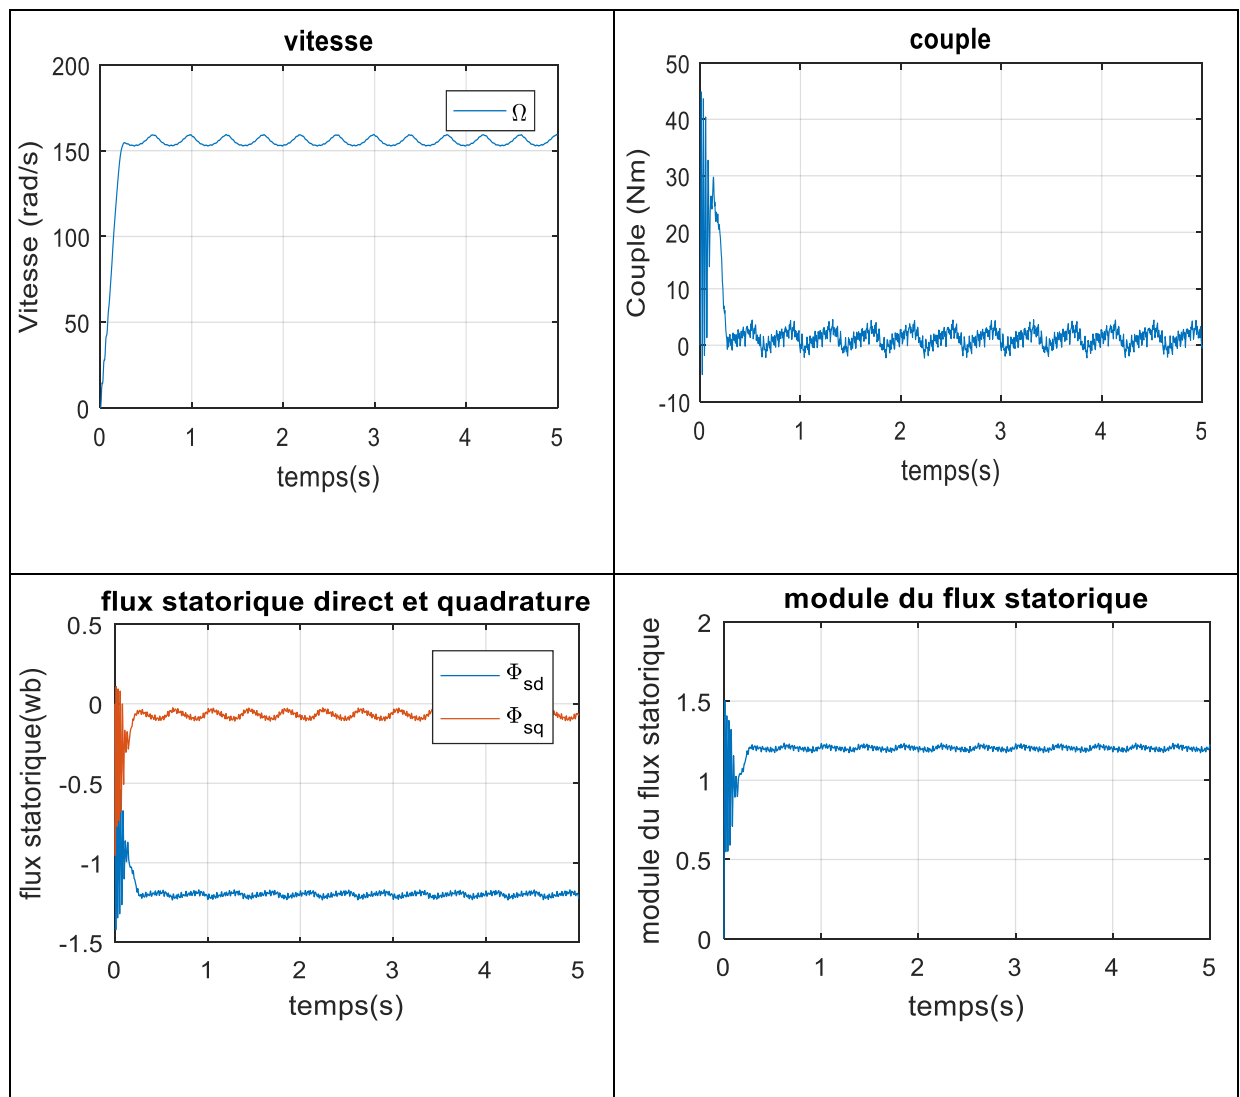 vitesse
200
150
100
50
0
Vitesse (rad/s)
Ω
0 1 2 3 4 5
temps(s)
couple
50
40
30
20
10
0
-10
Couple (Nm)
0 1 2 3 4 5
temps(s)
flux statorique direct et quadrature
0.5
0
-0.5
-1
-1.5
flux statorique(wb)
Φsd
Φsq
0 1 2 3 4 5
temps(s)
module du flux statorique
2
1.5
1
0.5
0
module du flux statorique
0 1 2 3 4 5
temps(s)